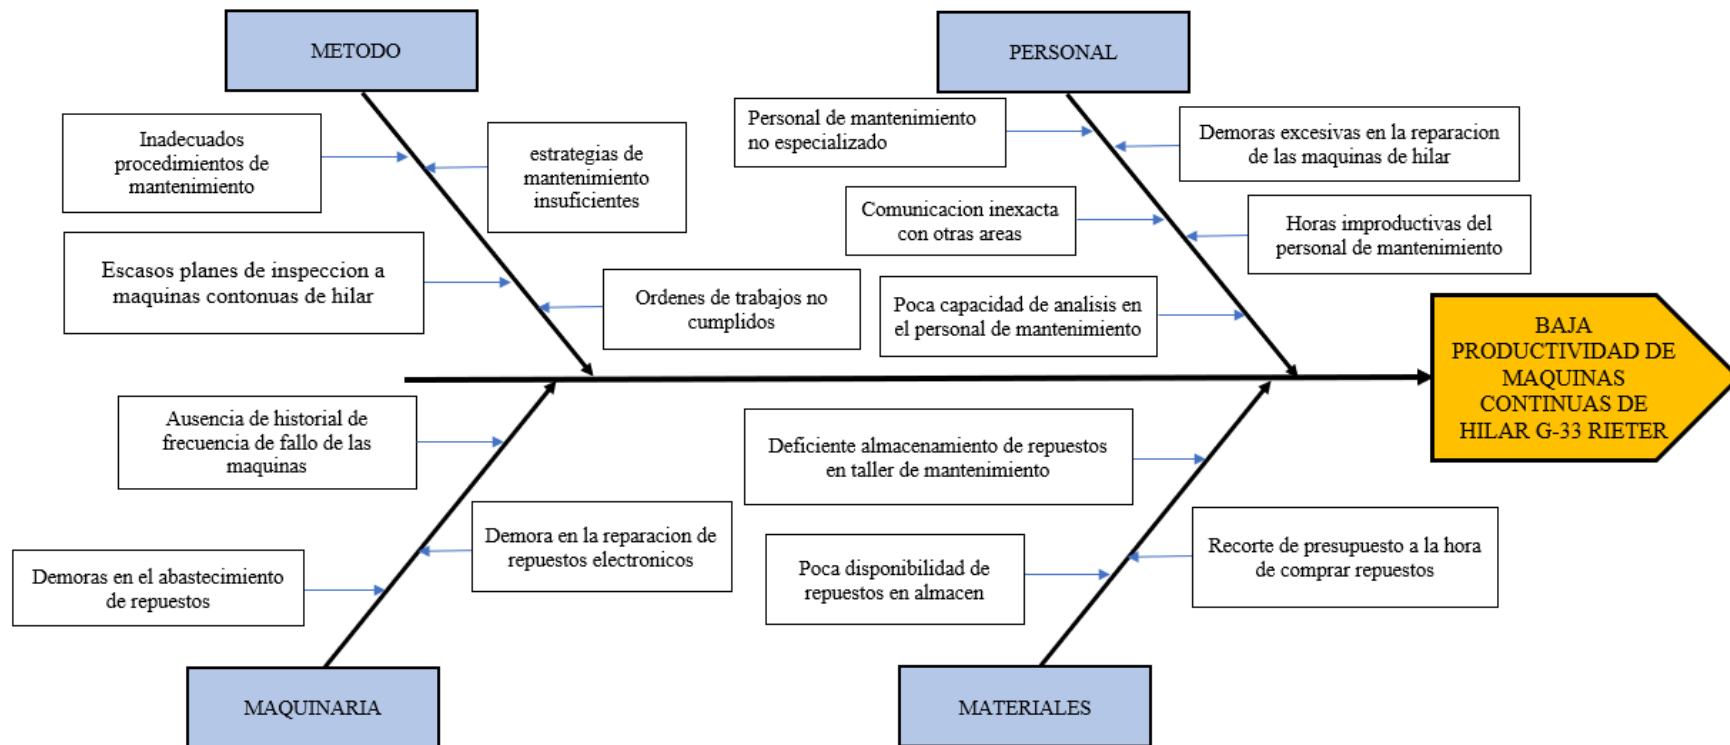 METODO
PERSONAL
Inadecuados
procedimientos de
mantenimiento
estrategias de
mantenimiento
insuficientes
Personal de mantenimiento
no especializado
Demoras excesivas en la reparacion
de las maquinas de hilar
Comunicacion inexacta
con otras areas
Horas improductivas del
personal de mantenimiento
Escasos planes de inspeccion a
maquinas contonuas de hilar
Ordenes de trabajos no
cumplidos
Poca capacidad de analisis en
el personal de mantenimiento
BAJA
PRODUCTIVIDAD DE
MAQUINAS
CONTINUAS DE
HILAR G-33 RIETER
Ausencia de historial de
frecuencia de fallo de las
maquinas
Deficiente almacenamiento de repuestos
en taller de mantenimiento
Demora en la reparacion de
repuestos electronicos
Recorte de presupuesto a la hora
de comprar repuestos
Demoras en el abastecimiento
de repuestos
Poca disponibilidad de
repuestos en almacen
MAQUINARIA
MATERIALES